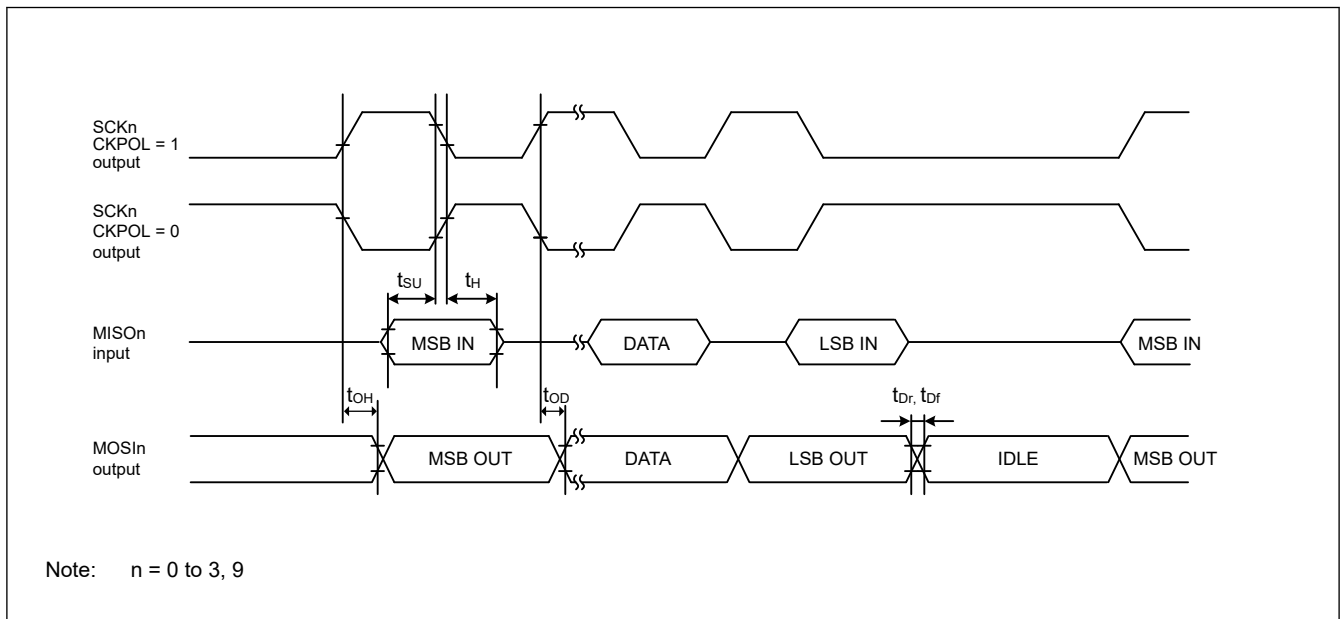 SCKn
CKPOL = 1
output
SCKn
CKPOL = 0
output
tSU
tH
MISOn
input
MSB IN
DATA
LSB IN
MSB IN
tOH
tOD
tDr, tDf
MOSIn
output
MSB OUT
DATA
LSB OUT
IDLE
MSB OUT
Note: n = 0 to 3, 9